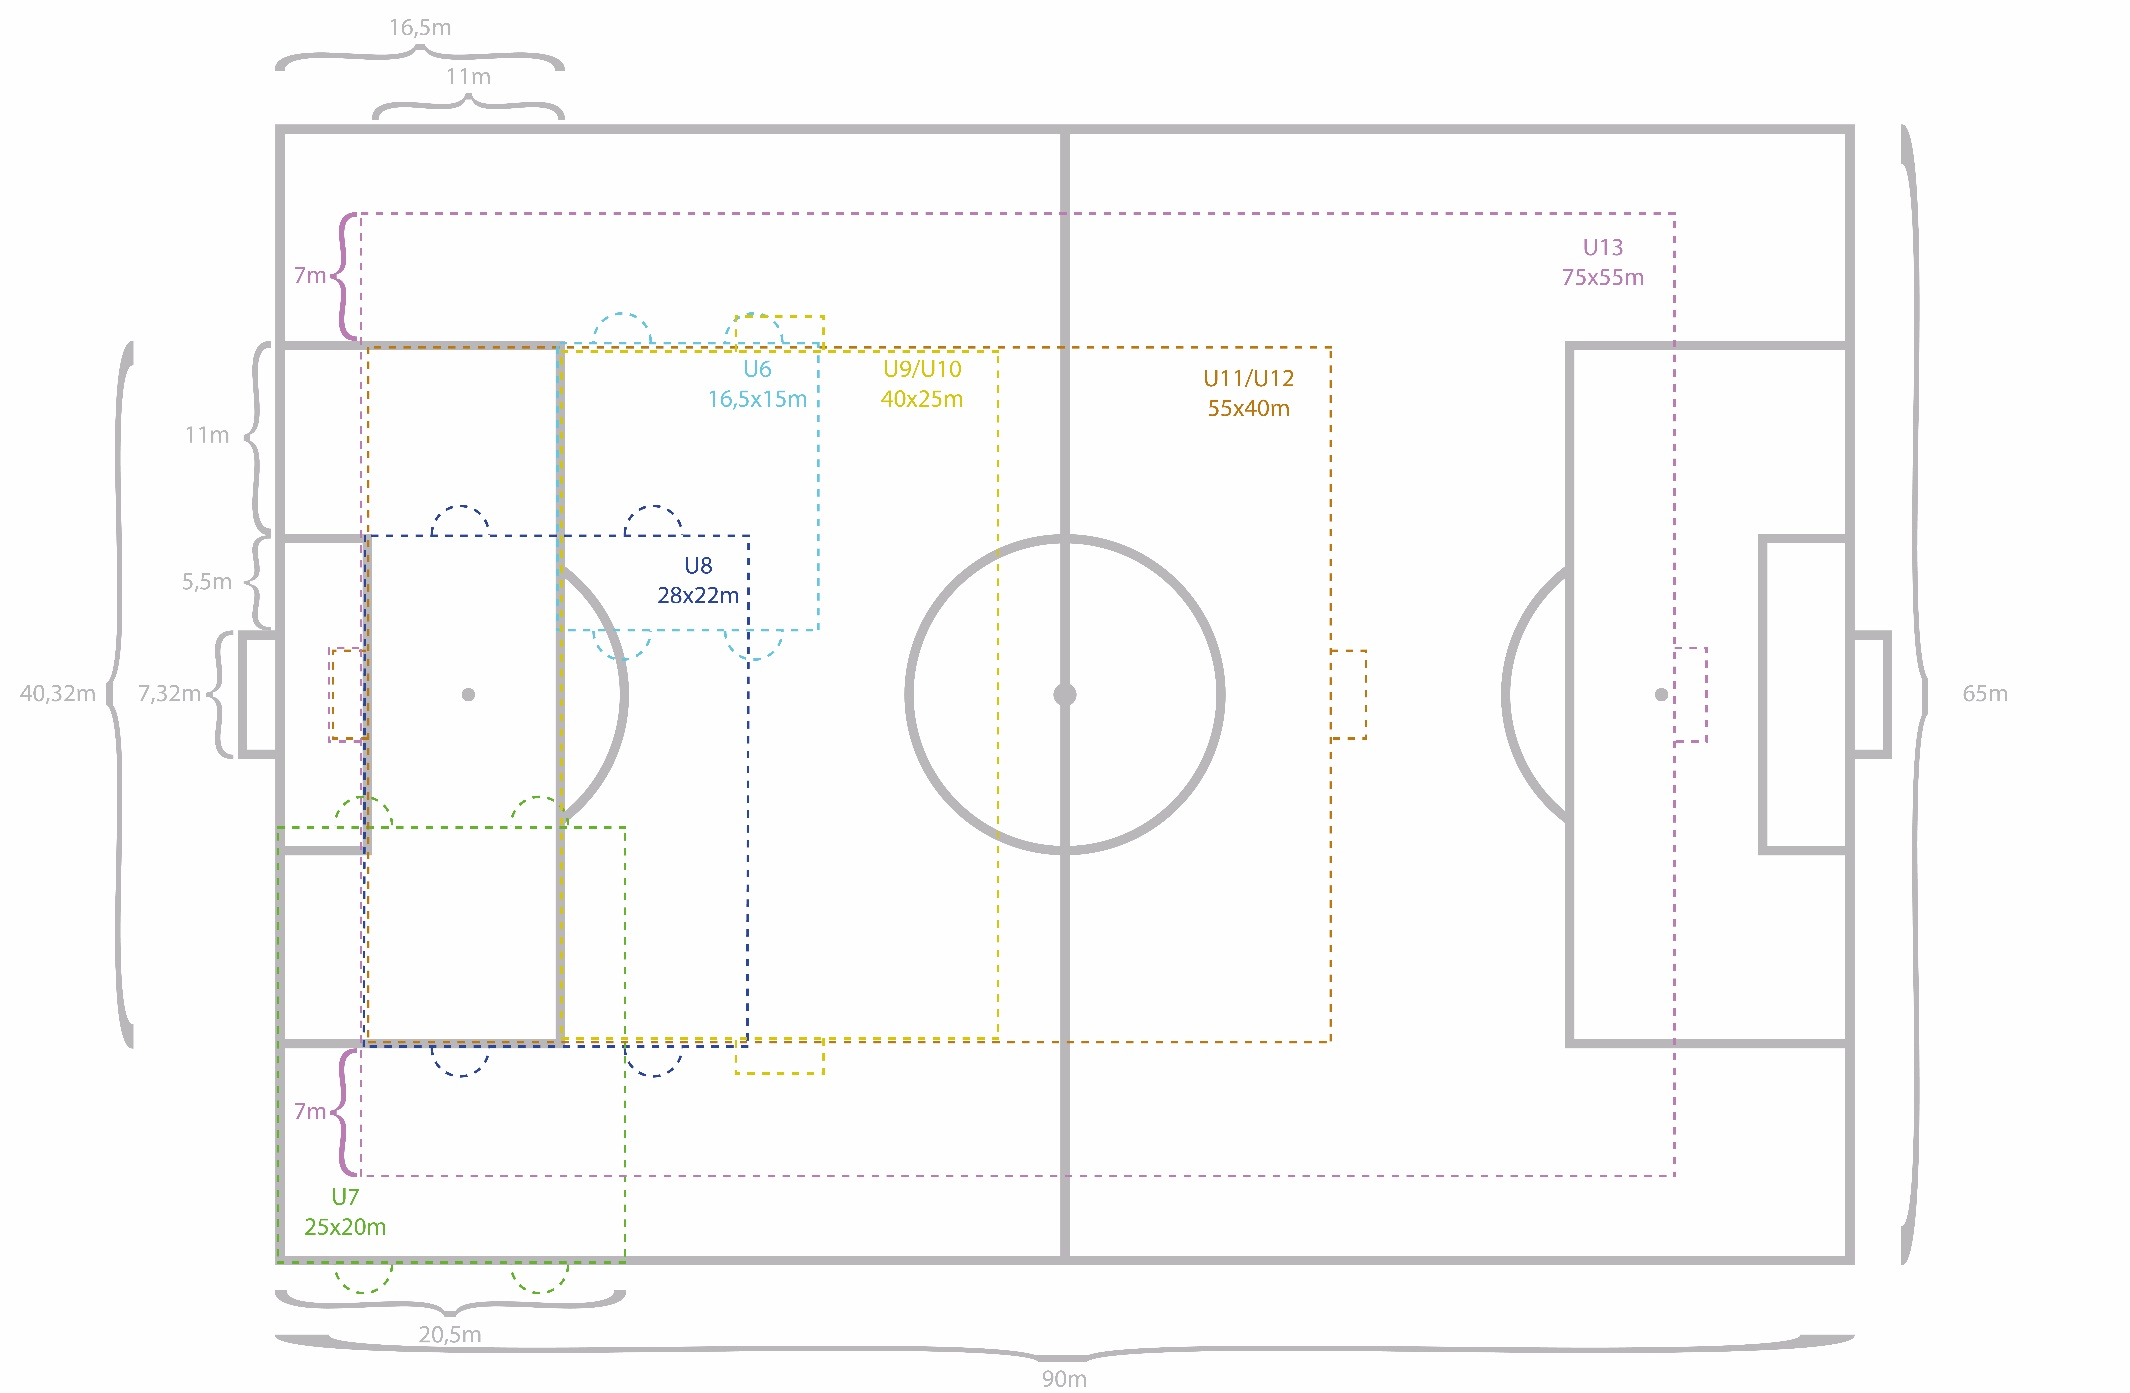 16,5m
11m
7m
U13
75x55m
U6
16,5x15m
U9/U10
40x25m
U11/U12
55x40m
11m
5,5m
U8
28x22m
40,32m
7,32m
65m
7m
U7
25x20m
20,5m
90m